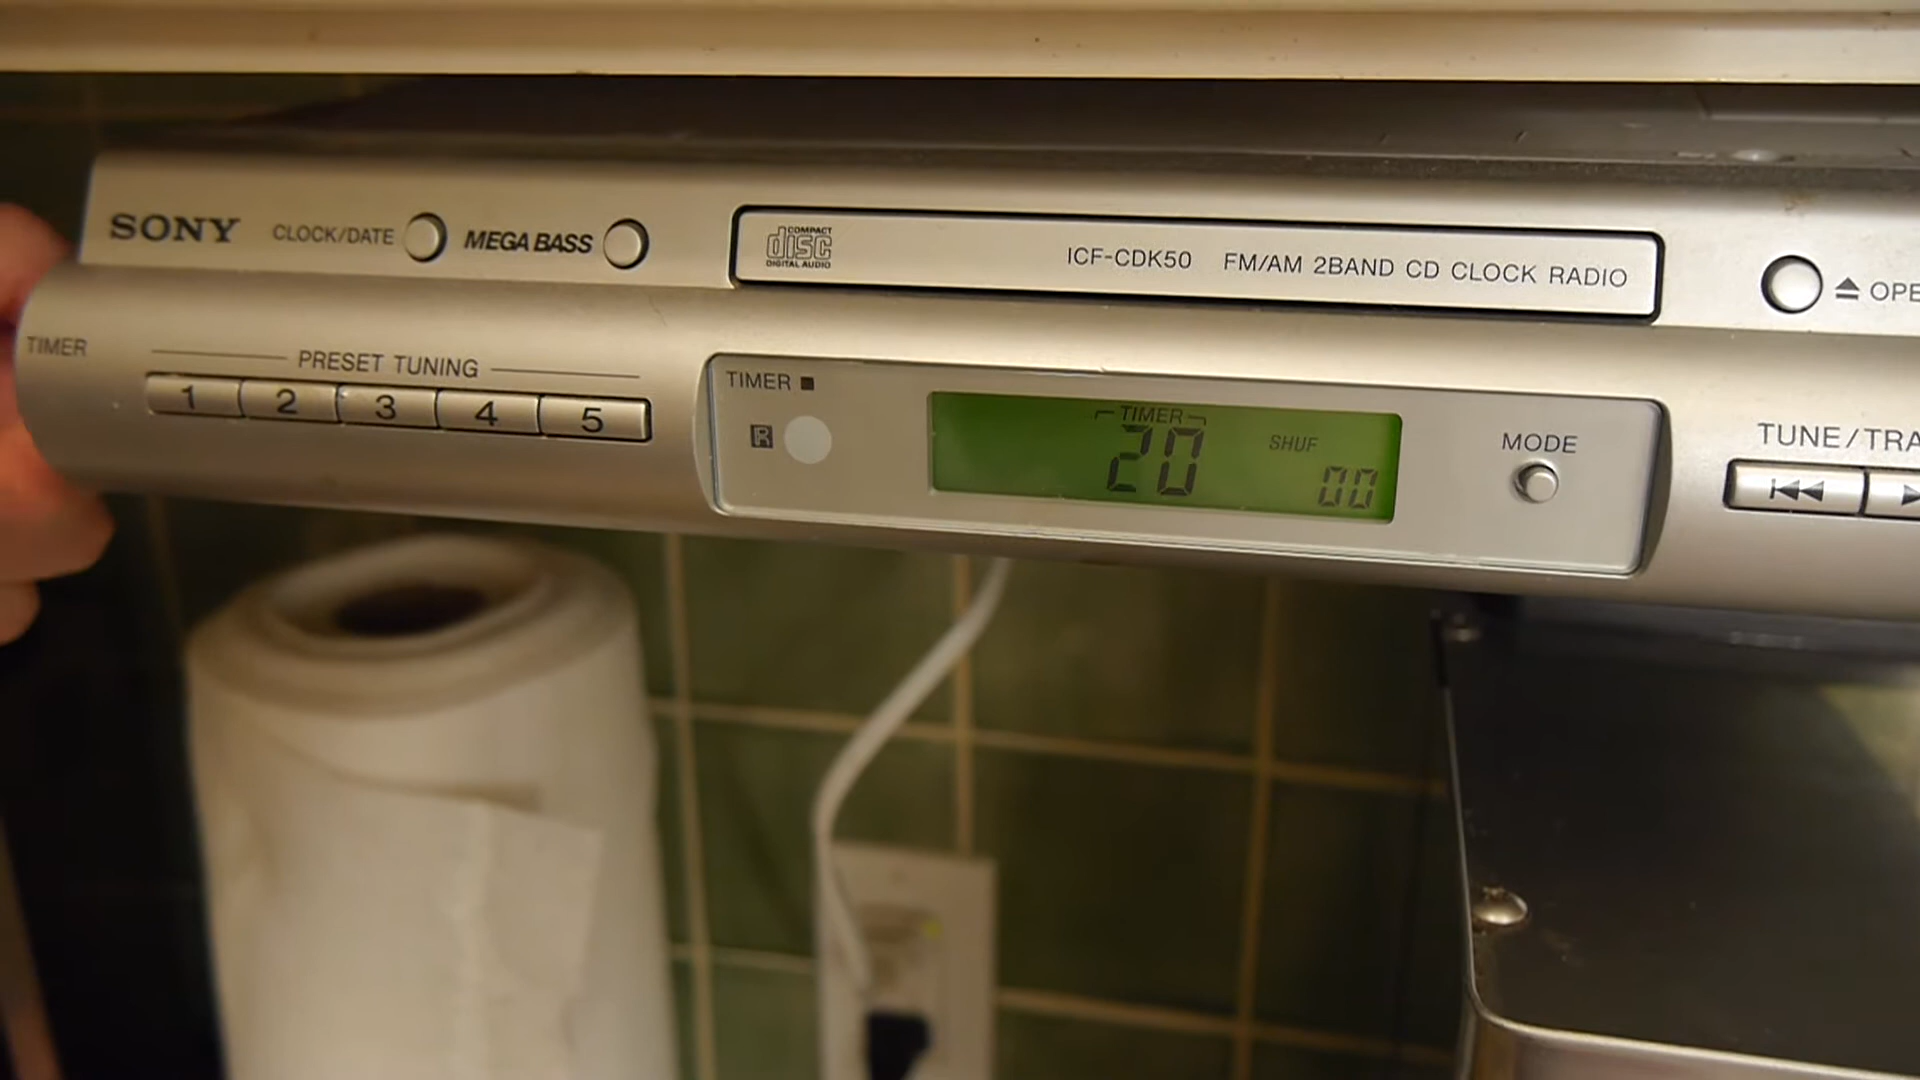 SONY CLOCK/DATE MEGA BASS
COMPACT
disc
DIGITAL AUDIO
ICF-CDK50 FM/AM 2BAND CD CLOCK RADIO
OPE
TIMER
PRESET TUNING
1 2 3 4 5
TIMER
R
TIMER
20
SHUF
00
MODE
TUNE/TRA